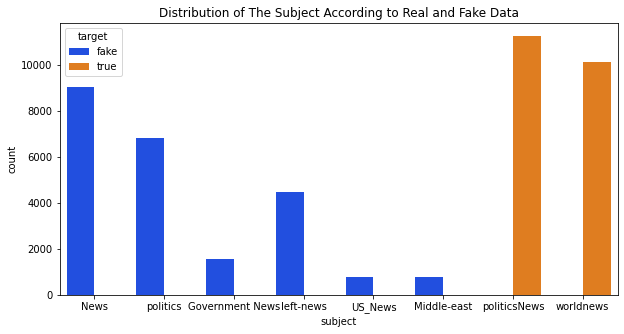 Distribution of The Subject According to Real and Fake Data
target
fake
true
10000
8000
6000
4000
2000
0
count
News politics Government News left-news US_News Middle-east politicsNews worldnews
subject